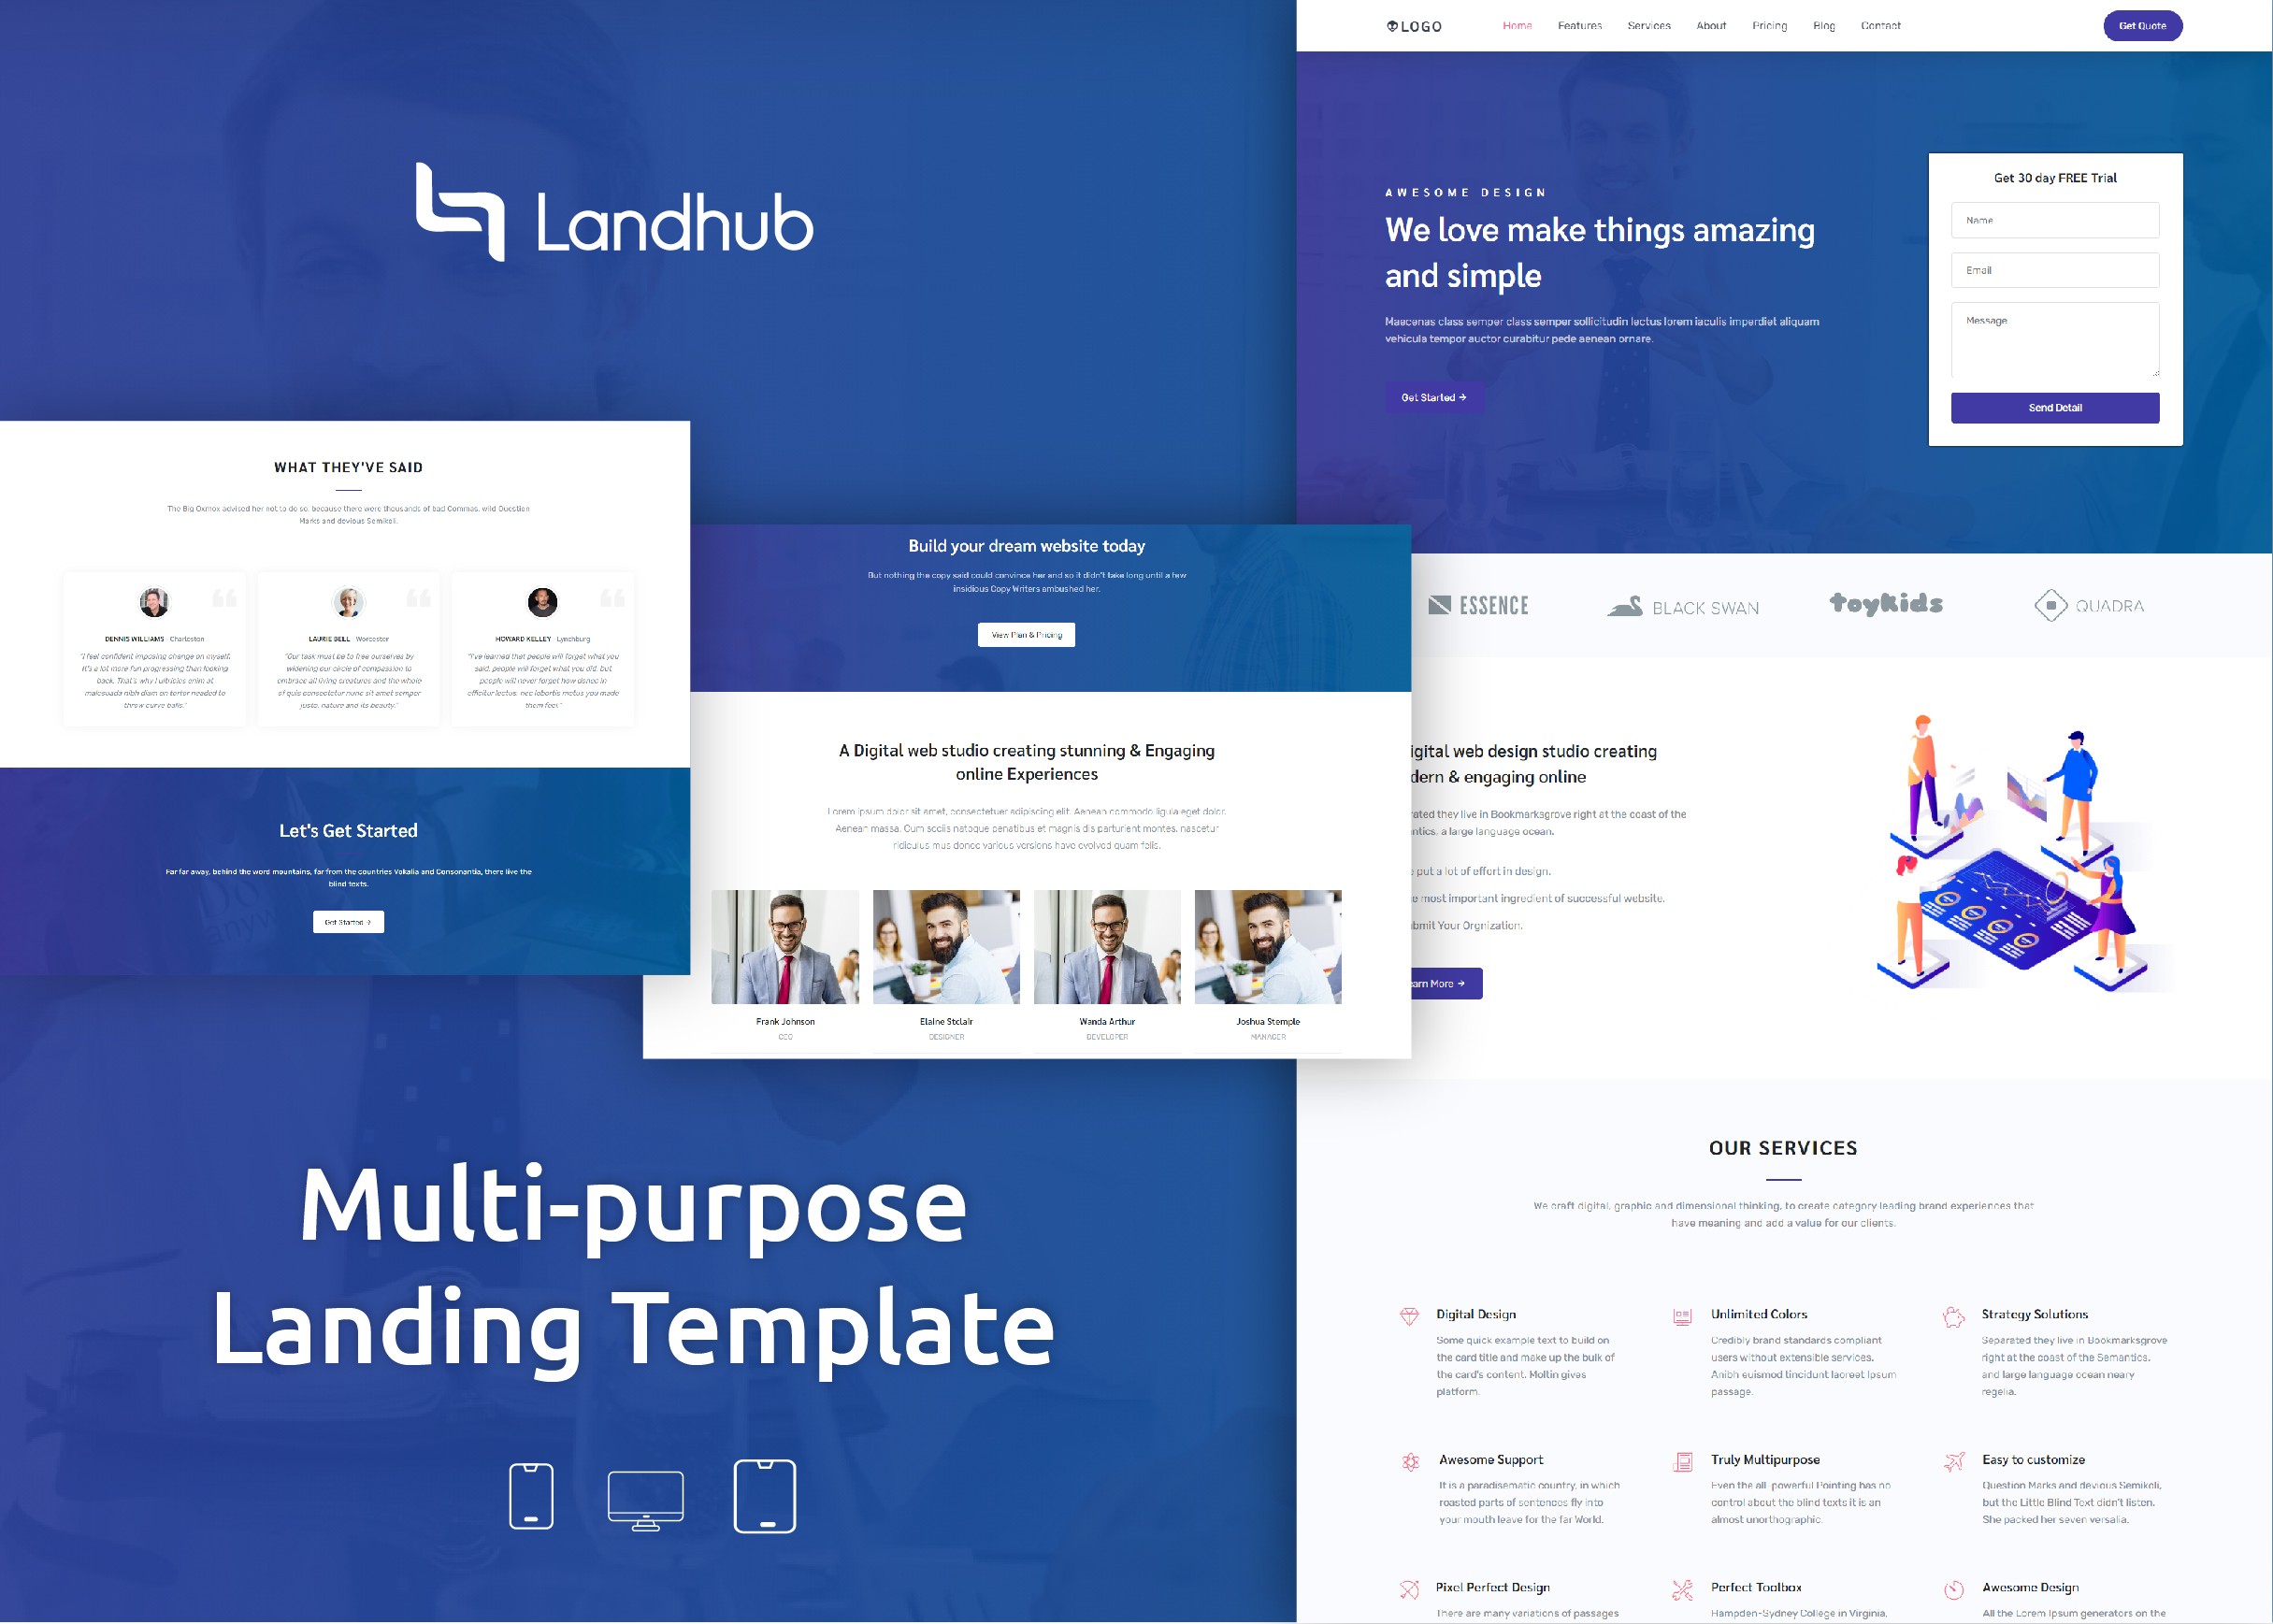 Landhub
Multi-purpose
Landing Template
WHAT THEY'VE SAID
The Big Oxmox advised her not to do so, because there were thousands of bad Commas, wild Question
Marks and devious Semikoli.
DENNIS WILLIAMS Charleston
"I feel confident imposing change on myself.
It's a lot more fun progressing than looking
back. That's why I ultricies enim at
malesuada nibh diam on tortor needed to
throw curve balls."
LAURIE BELL Worcester
"Our task must be to free ourselves by
widening our circle of compassion to
embrace all living creatures and the whole
of quis consectetur nunc sit amet semper
justo. nature and its beauty."
HOWARD KELLEY Lynchburg
"I've learned that people will forget what you
said, people will forget what you did, but
people will never forget how donec in
efficitur lectus, nec lobortis metus you made
them feel."
Let's Get Started
Far far away, behind the word mountains, far from the countries Vokalia and Consonantia, there live the
blind texts.
Get Started →
Build your dream website today
But nothing the copy said could convince her and so it didn't take long until a few
insidious Copy Writers ambushed her.
View Plan & Pricing
A Digital web studio creating stunning & Engaging
online Experiences
Lorem ipsum dolor sit amet, consectetuer adipiscing elit. Aenean commodo ligula eget dolor.
Aenean massa. Cum sociis natoque penatibus et magnis dis parturient montes, nascetur
ridiculus mus donec various versions have evolved quam felis.
Frank Johnson
CEO
Elaine Stclair
DESIGNER
Wanda Arthur
DEVELOPER
Joshua Stemple
MANAGER
LOGO
Home Features Services About Pricing Blog Contact
Get Quote
AWESOME DESIGN
We love make things amazing
and simple
Maecenas class semper class semper sollicitudin lectus lorem iaculis imperdiet aliquam
vehicula tempor auctor curabitur pede aenean ornare.
Get Started →
Get 30 day FREE Trial
Name
Email
Message
Send Detail
ESSENCE
BLACK SWAN
toykids
QUADRA
igital web design studio creating
dern & engaging online
rated they live in Bookmarksgrove right at the coast of the
ntics, a large language ocean.
put a lot of effort in design.
e most important ingredient of successful website.
bmit Your Orgnization.
arn More →
OUR SERVICES
We craft digital, graphic and dimensional thinking, to create category leading brand experiences that
have meaning and add a value for our clients.
Digital Design
Some quick example text to build on
the card title and make up the bulk of
the card's content. Moltin gives
platform.
Unlimited Colors
Credibly brand standards compliant
users without extensible services.
Anibh euismod tincidunt laoreet Ipsum
passage.
Strategy Solutions
Separated they live in Bookmarksgrove
right at the coast of the Semantics,
and large language ocean neary
regelia.
Awesome Support
It is a paradisematic country, in which
roasted parts of sentences fly into
your mouth leave for the far World.
Truly Multipurpose
Even the all-powerful Pointing has no
control about the blind texts it is an
almost unorthographic.
Easy to customize
Question Marks and devious Semikoli,
but the Little Blind Text didn't listen.
She packed her seven versalia.
Pixel Perfect Design
There are many variations of passages
Perfect Toolbox
Hampden-Sydney College in Virginia,
Awesome Design
All the Lorem Ipsum generators on the